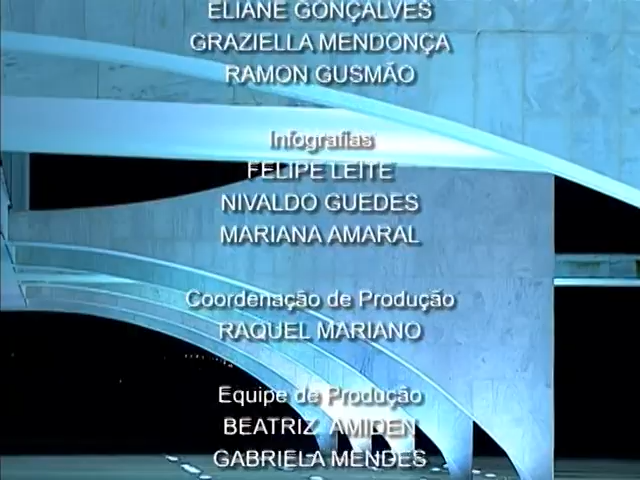 ELIANE GONÇALVES
GRAZIELLA MENDONÇA
RAMON GUSMÃO
Infografias
FELIPE LEITE
NIVALDO GUEDES
MARIANA AMARAL
Coordenação de Produção
RAQUEL MARIANO
Equipe de Produção
BEATRIZ AMIDEN
GABRIELA MENDES